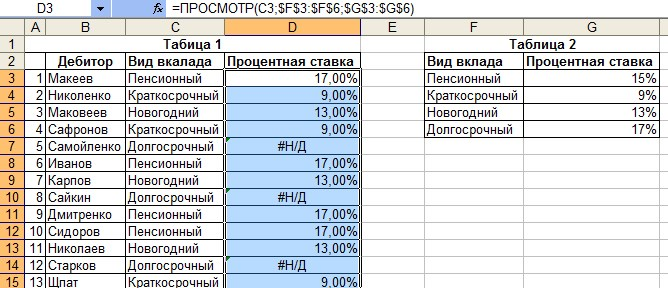 D3 fx =ПРОСМОТР(C3;$F$3:$F$6;$G$3:$G$6)
A B C D E F G
1 Табица 1 Таблица 2
2 Дебитор Вид вкалада Процентная ставка Вид вклада Процентная ставка
3 1 Макеев Пенсионный 17,00% Пенсионный 15%
4 2 Николенко Краткосрочный 9,00% Краткосрочный 9%
5 3 Маковеев Новогодний 13,00% Новогодний 13%
6 4 Сафронов Краткосрочный 9,00% Долгосрочный 17%
7 5 Самойленко Долгосрочный #Н/Д
8 6 Иванов Пенсионный 17,00%
9 7 Карпов Новогодний 13,00%
10 8 Сайкин Долгосрочный #Н/Д
11 9 Дмитренко Пенсионный 17,00%
12 10 Сидоров Пенсионный 17,00%
13 11 Николаев Новогодний 13,00%
14 12 Старков Долгосрочный #Н/Д
15 13 Шпат Краткосрочный 9,00%